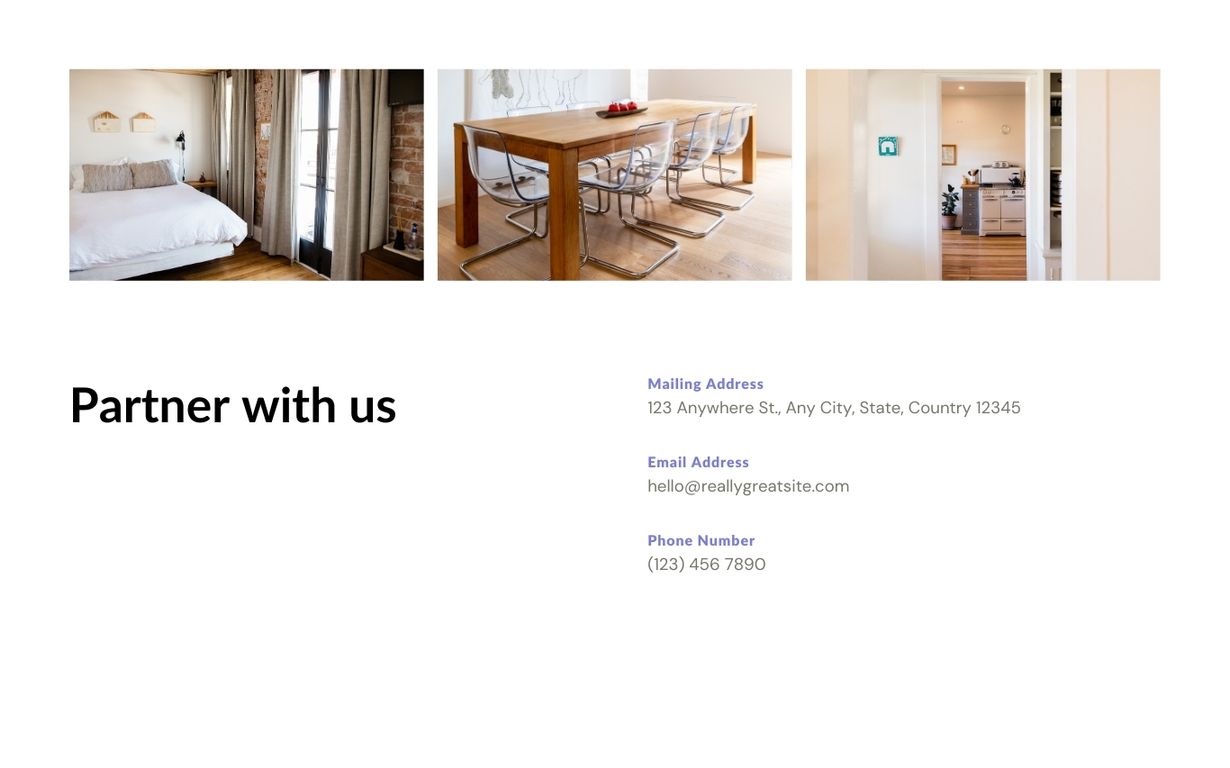 Partner with us
Mailing Address
123 Anywhere St., Any City, State, Country 12345
Email Address
hello@reallygreatsite.com
Phone Number
(123) 456 7890